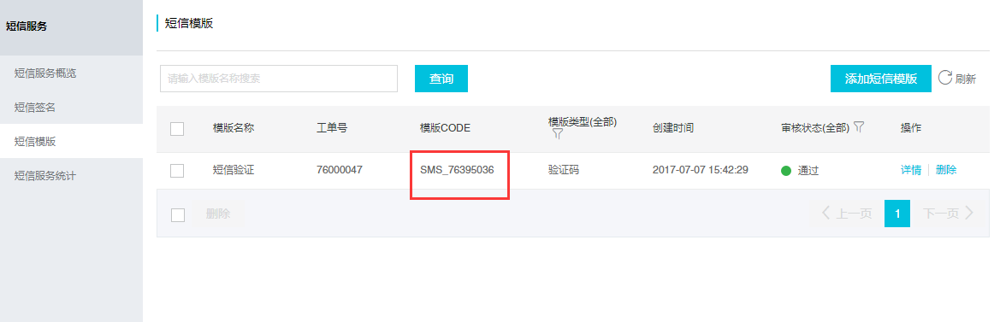 短信服务
短信服务概览
短信签名
短信模版
短信服务统计
短信模版
请输入模版名称搜索
查询
添加短信模版
刷新
模版名称 工单号 模版CODE 模版类型(全部) 创建时间 审核状态(全部) 操作
短信验证 76000047 SMS_76395036 验证码 2017-07-07 15:42:29 通过 详情 删除
删除 上一页 1 下一页